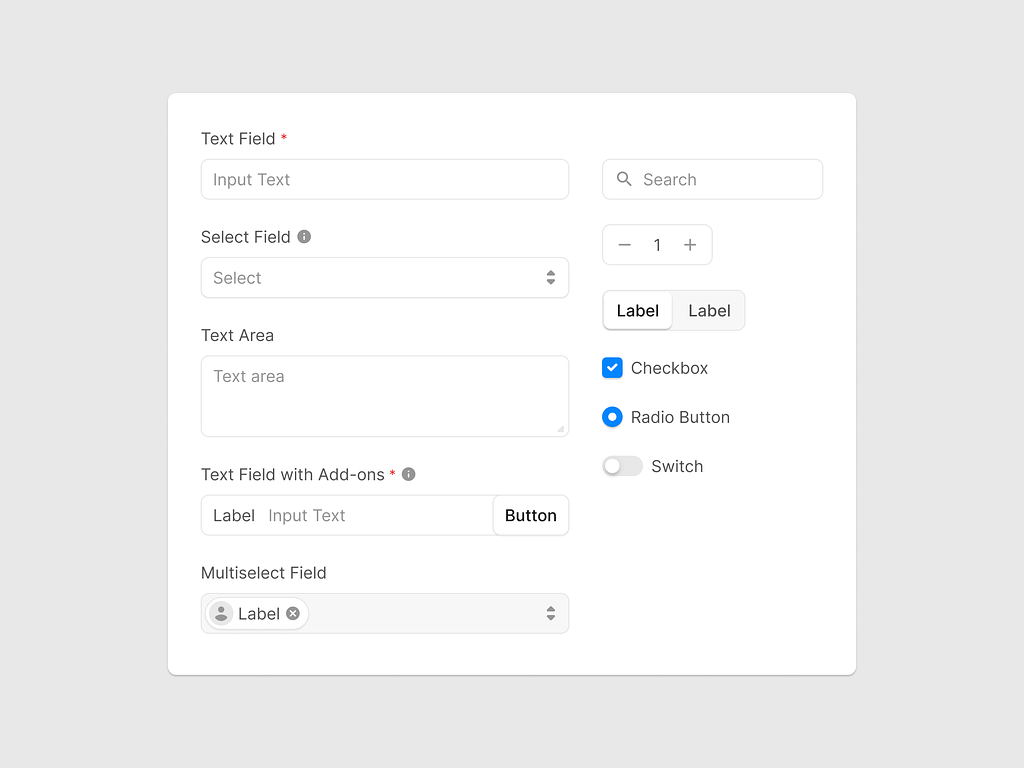 Text Field *
Input Text
Select Field
Select
Text Area
Text area
Text Field with Add-ons *
Label Input Text Button
Multiselect Field
Label
Search
1
Label Label
Checkbox
Radio Button
Switch